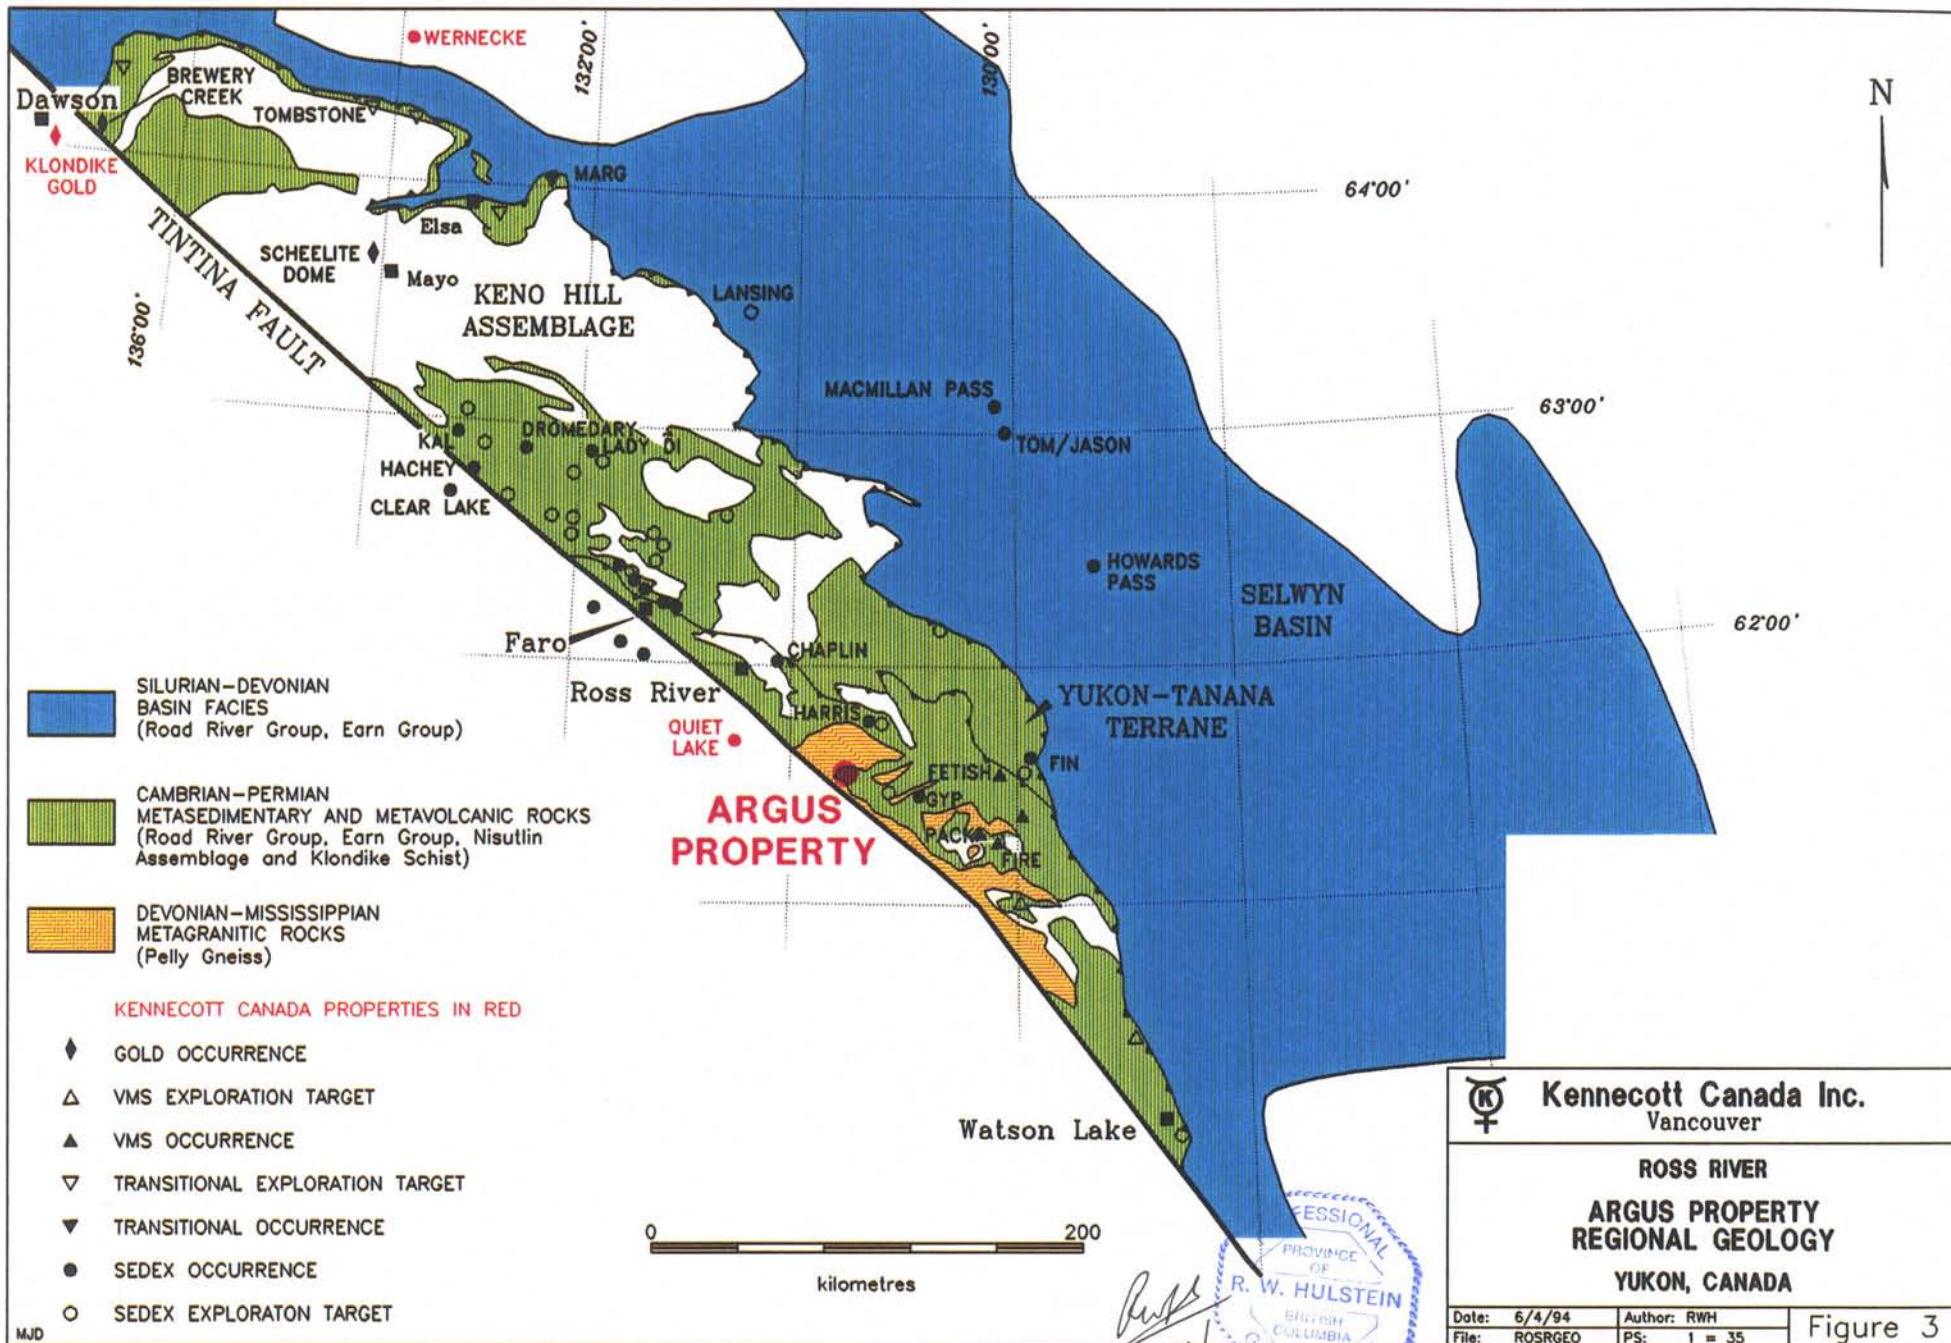 WERNECKE
132°00'
130°00'
N
BREWERY
CREEK
Dawson
TOMBSTONE
KLONDIKE
GOLD
MARG
64°00'
TINTINA FAULT
Elsa
SCHEELITE
DOME
Mayo
KENO HILL
ASSEMBLAGE
LANSING
136°00'
MACMILLAN PASS
63°00'
KAL
DROMEDARY
LADY DI
TOM/JASON
HACHEY
CLEAR LAKE
HOWARDS
PASS
SELWYN
BASIN
62°00'
Faro
CHAPLIN
Ross River
YUKON-TANANA
TERRANE
HARRIS
QUIET
LAKE
FETISH
FIN
GYP
ARGUS
PROPERTY
PACK
FIRE
SILURIAN-DEVONIAN
BASIN FACIES
(Road River Group, Earn Group)
CAMBRIAN-PERMIAN
METASEDIMENTARY AND METAVOLCANIC ROCKS
(Road River Group, Earn Group, Nisutlin
Assemblage and Klondike Schist)
DEVONIAN-MISSISSIPPIAN
METAGRANITIC ROCKS
(Pelly Gneiss)
KENNECOTT CANADA PROPERTIES IN RED
GOLD OCCURRENCE
VMS EXPLORATION TARGET
VMS OCCURRENCE
TRANSITIONAL EXPLORATION TARGET
TRANSITIONAL OCCURRENCE
SEDEX OCCURRENCE
SEDEX EXPLORATON TARGET
MJD
Watson Lake
0 200
kilometres
PROVINCE
OF
R. W. HULSTEIN
BRITISH
COLUMBIA
K
Kennecott Canada Inc.
Vancouver
ROSS RIVER
ARGUS PROPERTY
REGIONAL GEOLOGY
YUKON, CANADA
Date: 6/4/94 Author: RWH
File: ROSRGEO PS: 1 = 35
Figure 3